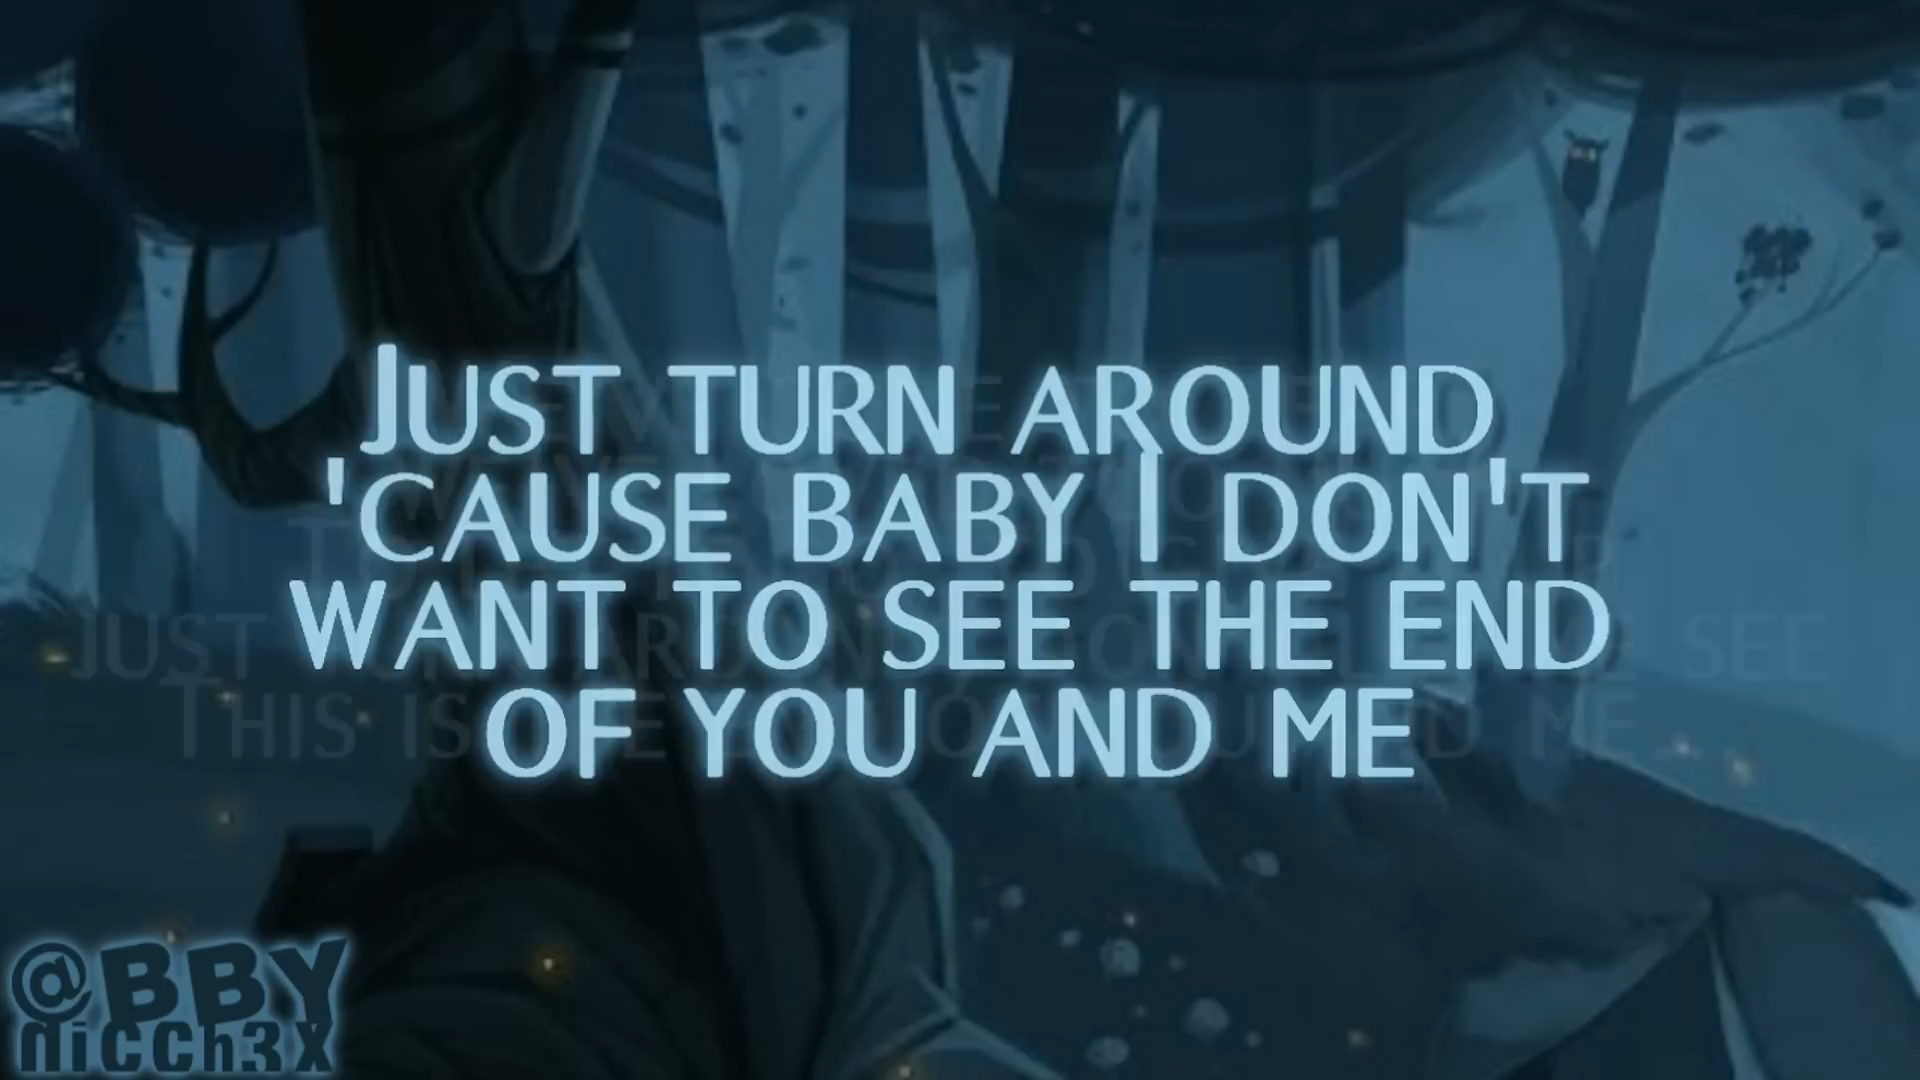 Just turn around
'cause baby I don't
want to see the end
of you and me
@BBY
nicch3x